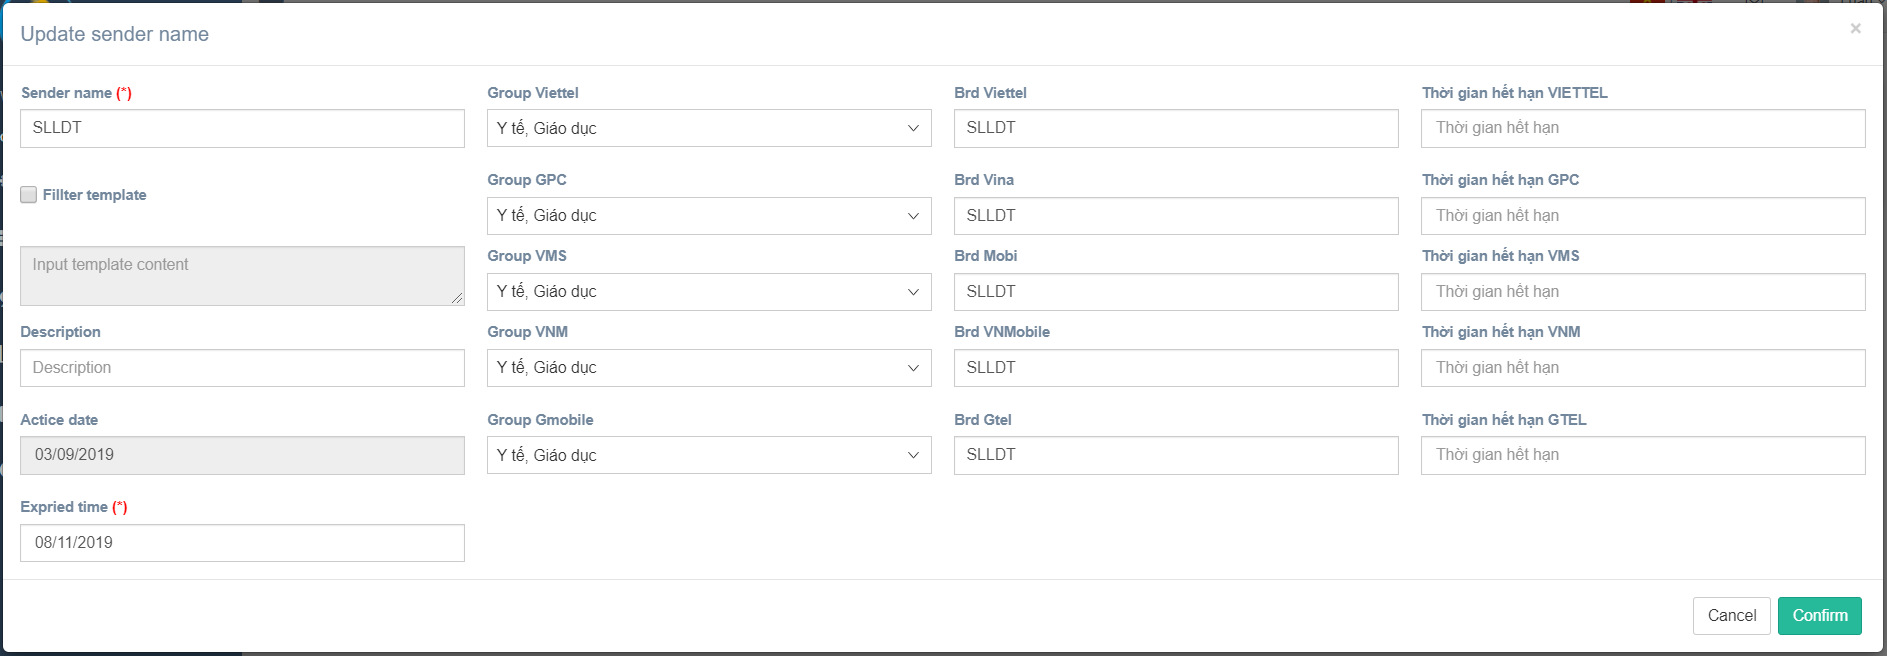 Update sender name
×
Sender name (*)
SLLDT
Group Viettel
Y tế, Giáo dục
Brd Viettel
SLLDT
Thời gian hết hạn VIETTEL
Thời gian hết hạn
Fillter template
Group GPC
Y tế, Giáo dục
Brd Vina
SLLDT
Thời gian hết hạn GPC
Thời gian hết hạn
Input template content
Group VMS
Y tế, Giáo dục
Brd Mobi
SLLDT
Thời gian hết hạn VMS
Thời gian hết hạn
Description
Description
Group VNM
Y tế, Giáo dục
Brd VNMobile
SLLDT
Thời gian hết hạn VNM
Thời gian hết hạn
Actice date
03/09/2019
Group Gmobile
Y tế, Giáo dục
Brd Gtel
SLLDT
Thời gian hết hạn GTEL
Thời gian hết hạn
Expried time (*)
08/11/2019
Cancel
Confirm